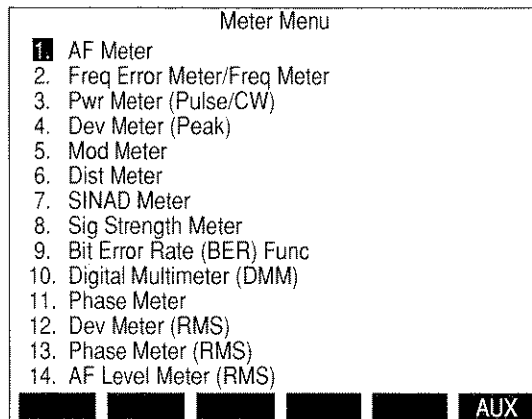 Meter Menu
1. AF Meter
2. Freq Error Meter/Freq Meter
3. Pwr Meter (Pulse/CW)
4. Dev Meter (Peak)
5. Mod Meter
6. Dist Meter
7. SINAD Meter
8. Sig Strength Meter
9. Bit Error Rate (BER) Func
10. Digital Multimeter (DMM)
11. Phase Meter
12. Dev Meter (RMS)
13. Phase Meter (RMS)
14. AF Level Meter (RMS)
AUX